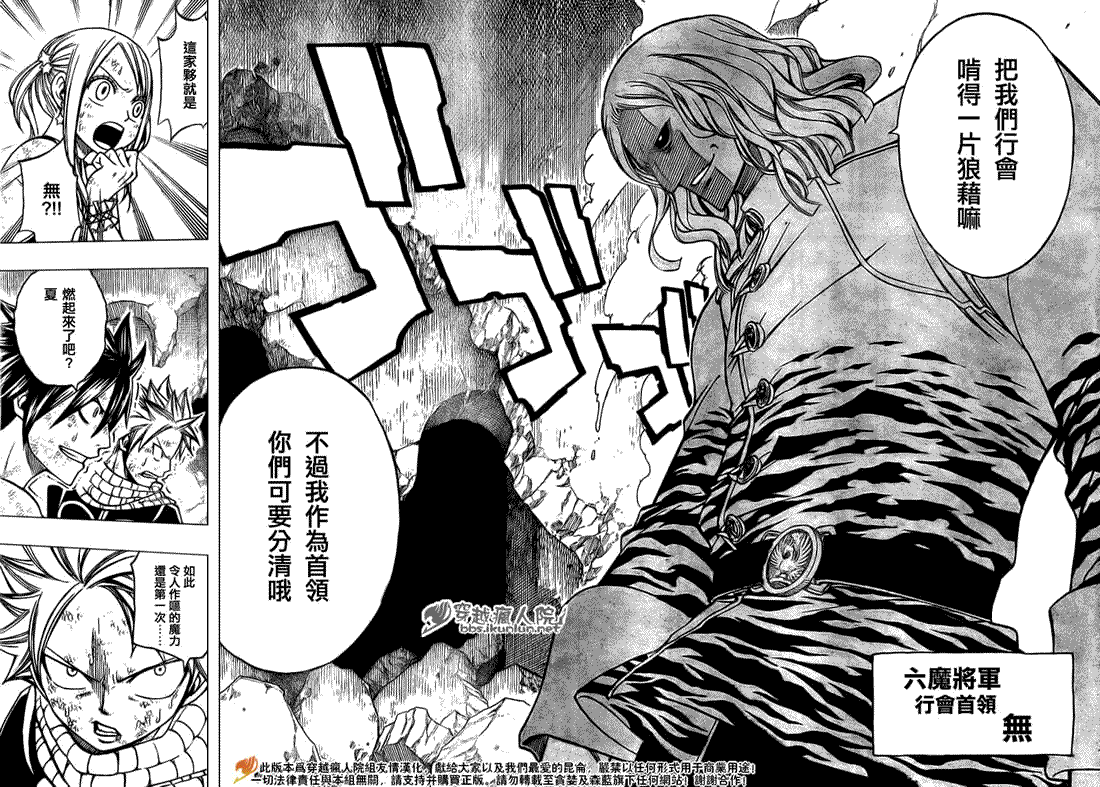 把我們行會
啃得一片狼藉嘛
ゴゴゴ
不過我作為首領
你們可要分清哦
六魔將軍
行會首領
無
這家夥就是
無
?!!
燃起來了吧?
夏
如此
令人作嘔的魔力
還是第一次……
穿越瘋人院
bbs.ikunlun.net
此版本爲穿越瘋人院組友情漢化,獻給大家以及我們最愛的昆侖,嚴禁以任何形式用于商業用途!
一切法律責任與本組無關,請支持并購買正版。請勿轉載至貪婪及森藍旗下任何網站!謝謝合作!